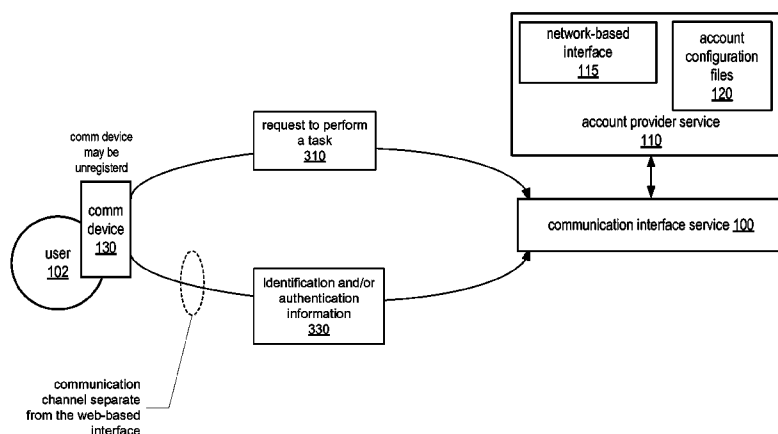 network-based
interface
115
account
configuration
files
120
account provider service
110
request to perform
a task
310
comm device
may be
unregisterd
comm
device
130
user
102
communication interface service 100
Identification and/or
authentication
information
330
communication
channel separate
from the web-based
interface